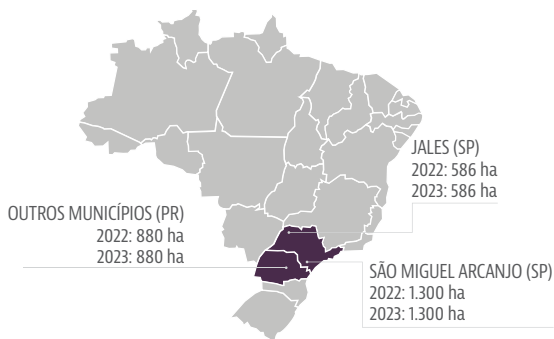 JALES (SP)
2022: 586 ha
2023: 586 ha
OUTROS MUNICÍPIOS (PR)
2022: 880 ha
2023: 880 ha
SÃO MIGUEL ARCANJO (SP)
2022: 1.300 ha
2023: 1.300 ha